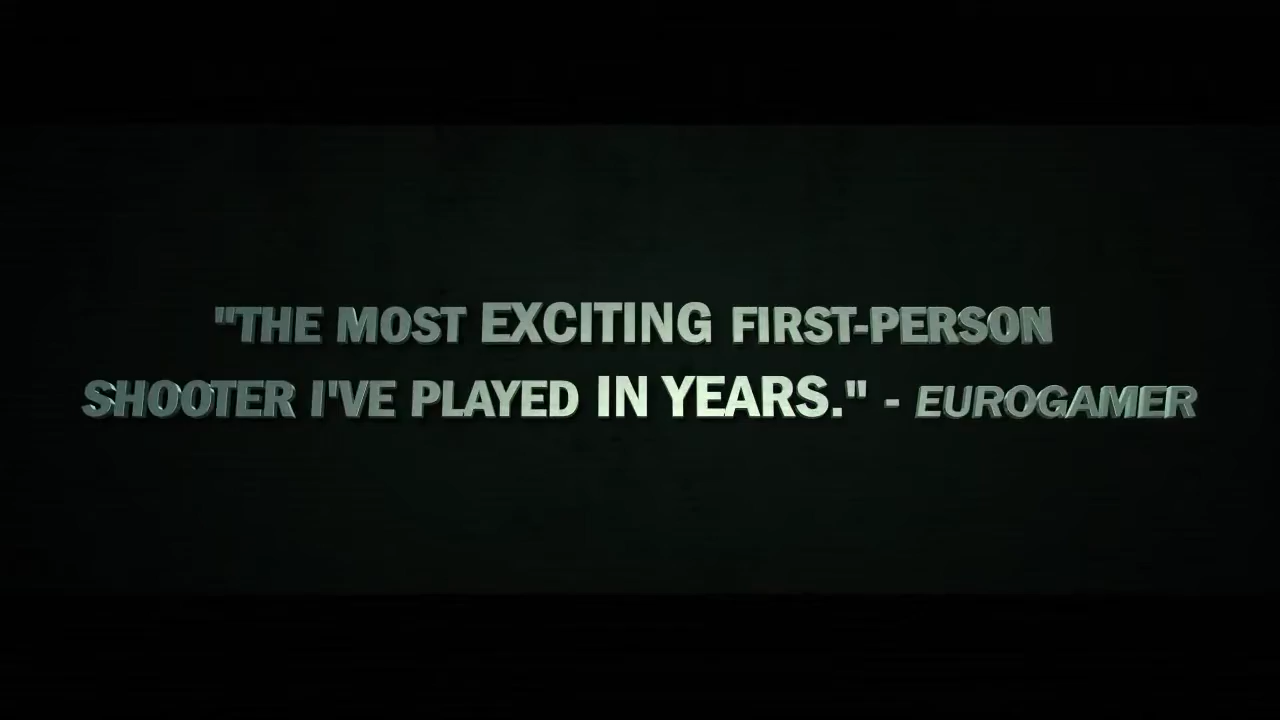 "THE MOST EXCITING FIRST-PERSON
SHOOTER I'VE PLAYED IN YEARS." - EUROGAMER